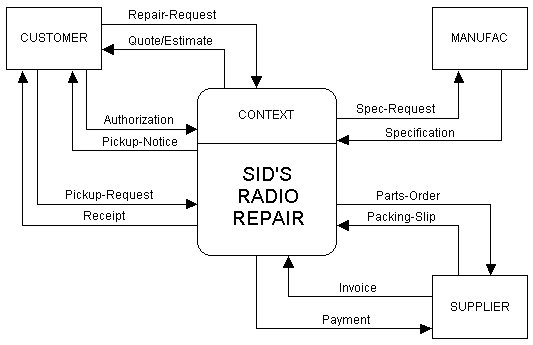 Repair-Request
CUSTOMER
Quote/Estimate
MANUFAC
CONTEXT
Spec-Request
Authorization
Specification
Pickup-Notice
SID'S
RADIO
REPAIR
Pickup-Request
Parts-Order
Receipt
Packing-Slip
Invoice
SUPPLIER
Payment